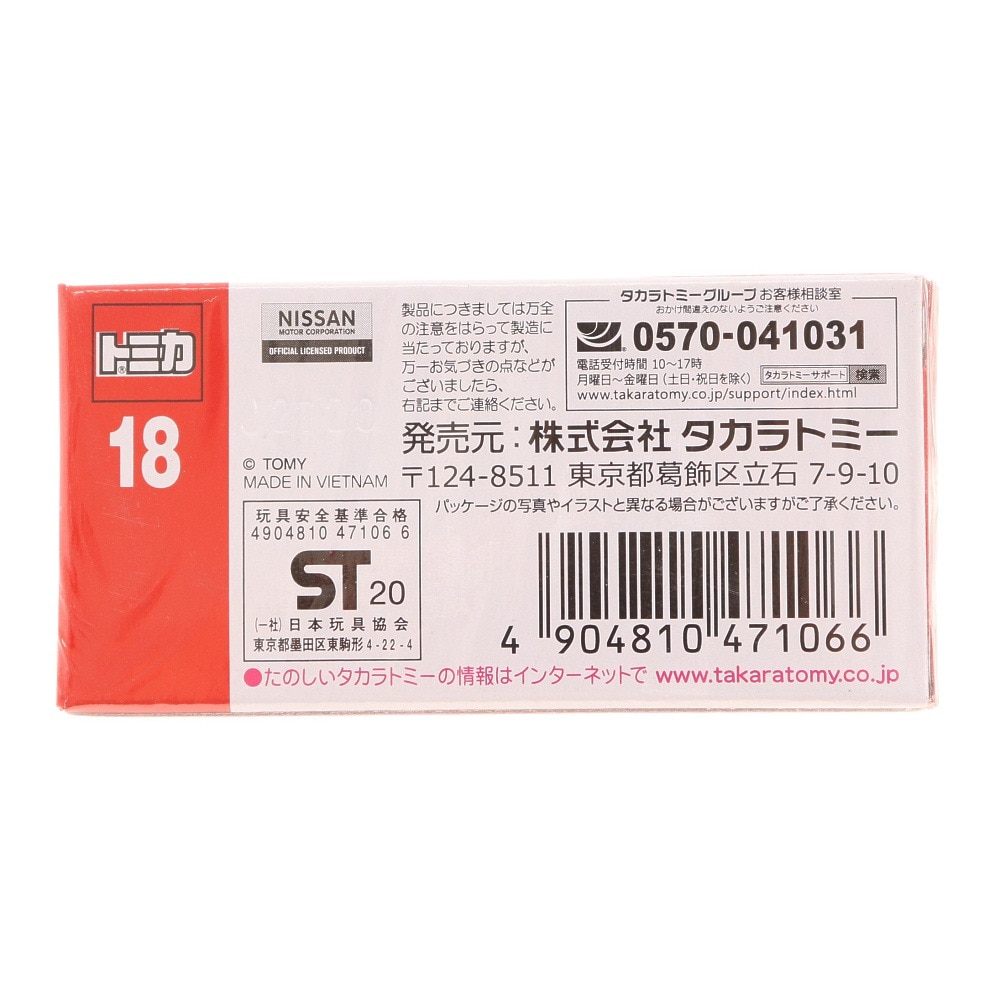 トミカ®
18
NISSAN
MOTOR CORPORATION
OFFICIAL LICENSED PRODUCT
© TOMY
MADE IN VIETNAM
製品につきましては万全
の注意をはらって製造に
当たっておりますが、
万一お気づきの点などが
ございましたら、
右記までご連絡ください。
タカラトミーグループお客様相談室
おかけ間違えのないようご注意ください
0570-041031
電話受付時間 10〜17時
月曜日〜金曜日(土日・祝日を除く)
タカラトミーサポート 検索
www.takaratomy.co.jp/support/index.html
発売元:株式会社 タカラトミー
〒124-8511 東京都葛飾区立石 7-9-10
パッケージの写真やイラストと異なる場合がございますがご了承ください。
玩具安全基準合格
4904810 47106 6
ST 20
(一社)日本玩具協会
東京都墨田区東駒形4-22-4
4 904810 471066
●たのしいタカラトミーの情報はインターネットで www.takaratomy.co.jp